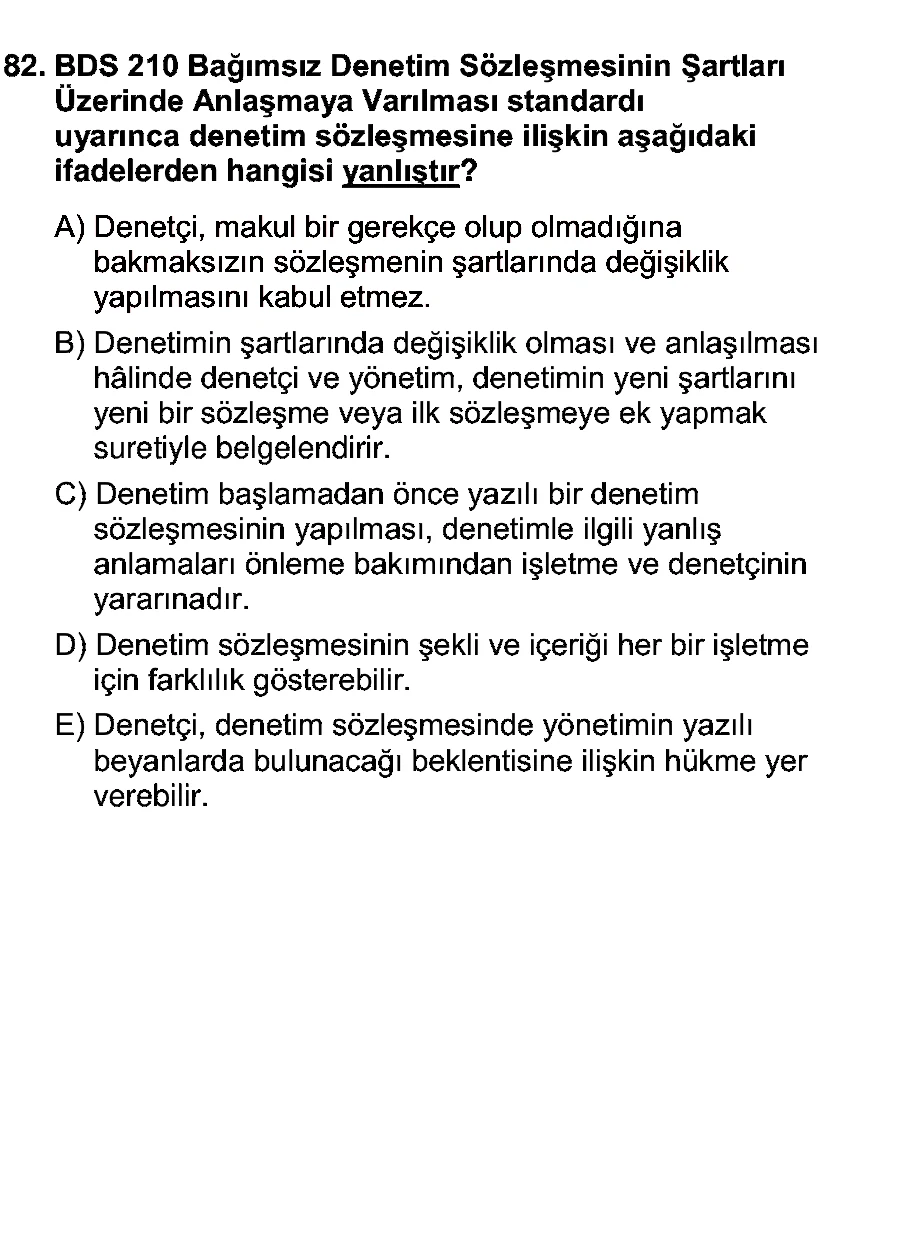 82. BDS 210 Bağımsız Denetim Sözleşmesinin Şartları
Üzerinde Anlaşmaya Varılması standardı
uyarınca denetim sözleşmesine ilişkin aşağıdaki
ifadelerden hangisi yanlıştır?
A) Denetçi, makul bir gerekçe olup olmadığına
bakmaksızın sözleşmenin şartlarında değişiklik
yapılmasını kabul etmez.
B) Denetimin şartlarında değişiklik olması ve anlaşılması
hâlinde denetçi ve yönetim, denetimin yeni şartlarını
yeni bir sözleşme veya ilk sözleşmeye ek yapmak
suretiyle belgelendirir.
C) Denetim başlamadan önce yazılı bir denetim
sözleşmesinin yapılması, denetimle ilgili yanlış
anlamaları önleme bakımından işletme ve denetçinin
yararınadır.
D) Denetim sözleşmesinin şekli ve içeriği her bir işletme
için farklılık gösterebilir.
E) Denetçi, denetim sözleşmesinde yönetimin yazılı
beyanlarda bulunacağı beklentisine ilişkin hükme yer
verebilir.